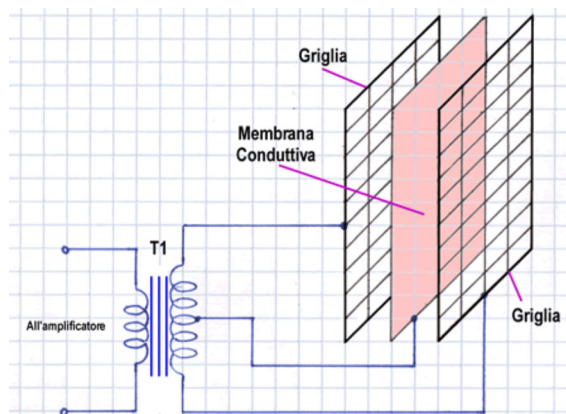 Griglia
Membrana
Conduttiva
T1
All'amplificatore
Griglia